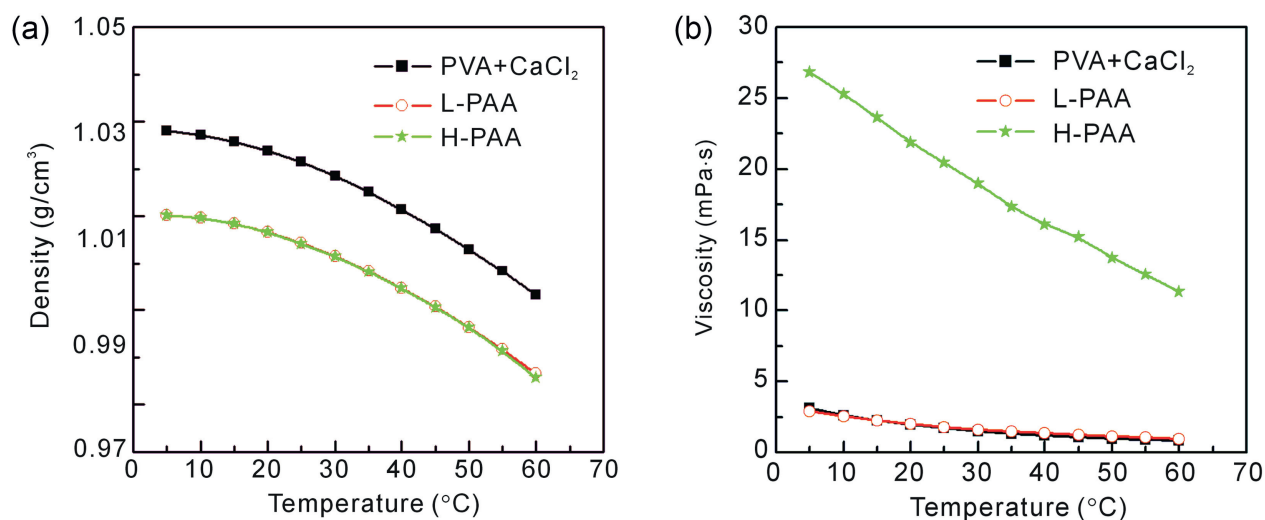 (a)
1.05
1.03
1.01
0.99
0.97
Density (g/cm³)
PVA+CaCl₂
L-PAA
H-PAA
0 10 20 30 40 50 60 70
Temperature (°C)
(b)
30
25
20
15
10
5
0
Viscosity (mPa·s)
PVA+CaCl₂
L-PAA
H-PAA
0 10 20 30 40 50 60 70
Temperature (°C)